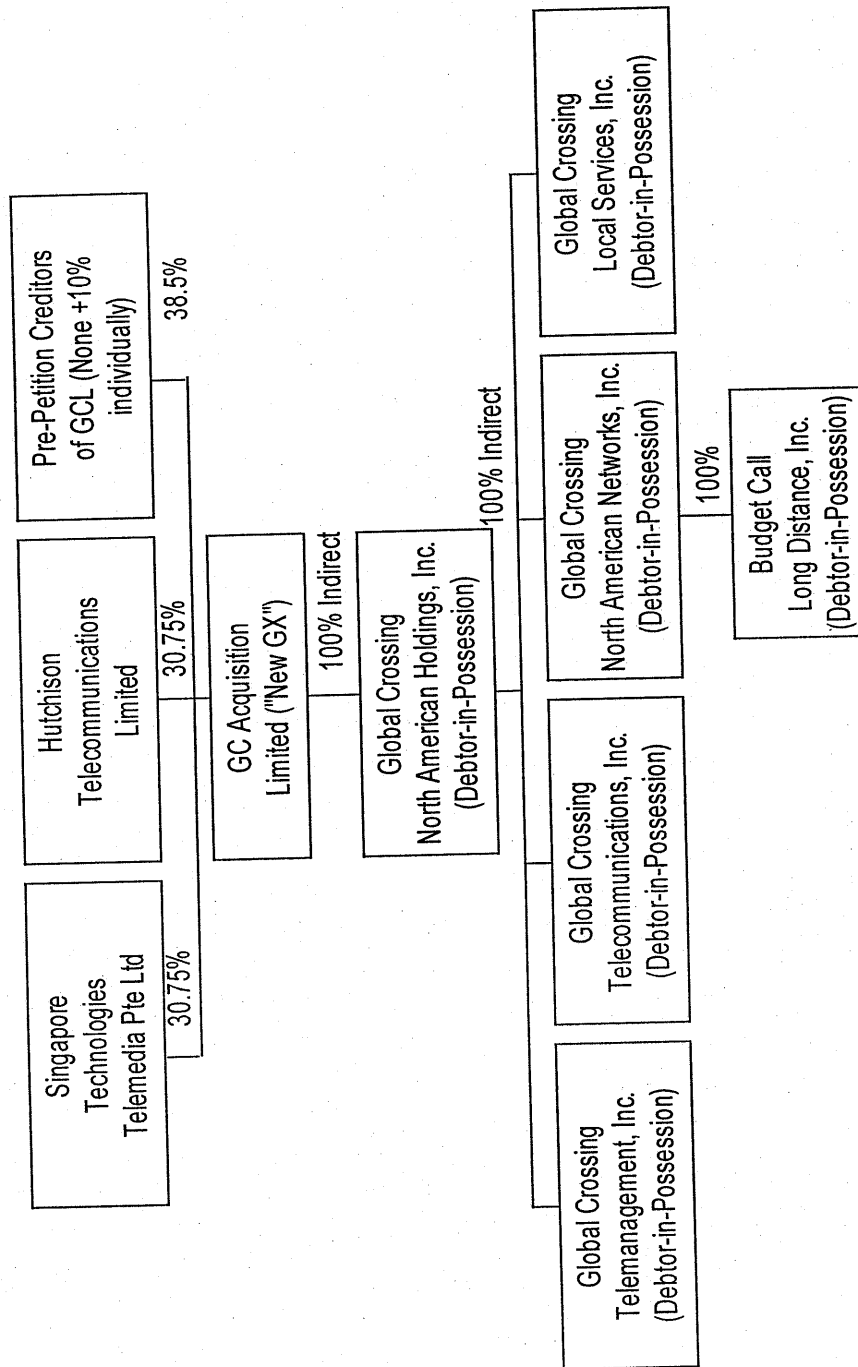 Singapore
Technologies
Telemedia Pte Ltd
Hutchison
Telecommunications
Limited
Pre-Petition Creditors
of GCL (None +10%
individually)
30.75%
30.75%
38.5%
GC Acquisition
Limited ("New GX")
100% Indirect
Global Crossing
North American Holdings, Inc.
(Debtor-in-Possession)
100% Indirect
Global Crossing
Telemanagement, Inc.
(Debtor-in-Possession)
Global Crossing
Telecommunications, Inc.
(Debtor-in-Possession)
Global Crossing
North American Networks, Inc.
(Debtor-in-Possession)
Global Crossing
Local Services, Inc.
(Debtor-in-Possession)
100%
Budget Call
Long Distance, Inc.
(Debtor-in-Possession)